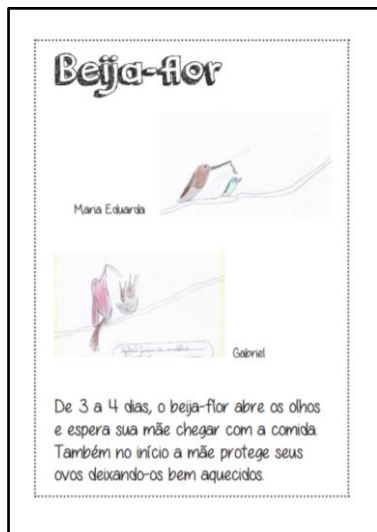 Beija-flor
Maria Eduarda
Gabriel
De 3 a 4 dias, o beija-flor abre os olhos
e espera sua mãe chegar com a comida.
Também no início a mãe protege seus
ovos deixando-os bem aquecidos.